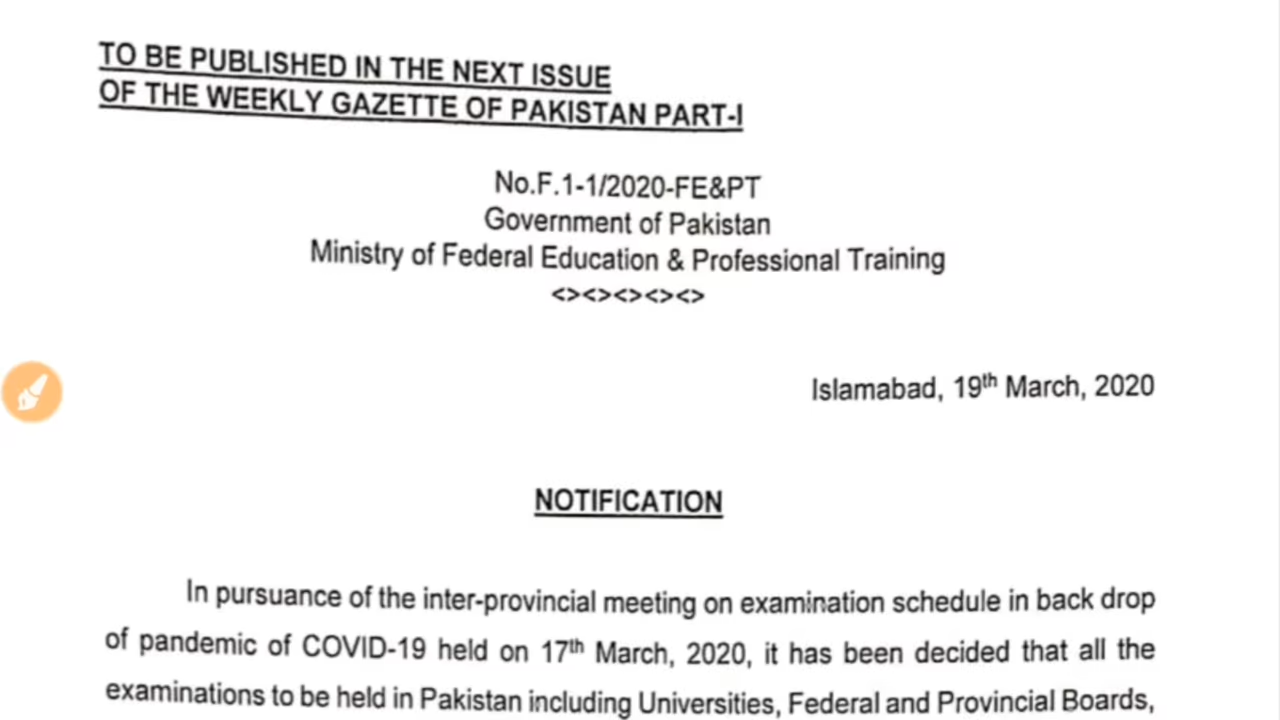 TO BE PUBLISHED IN THE NEXT ISSUE
OF THE WEEKLY GAZETTE OF PAKISTAN PART-I
No.F.1-1/2020-FE&PT
Government of Pakistan
Ministry of Federal Education & Professional Training
<><><><><>
Islamabad, 19th March, 2020
NOTIFICATION
In pursuance of the inter-provincial meeting on examination schedule in back drop
of pandemic of COVID-19 held on 17th March, 2020, it has been decided that all the
examinations to be held in Pakistan including Universities, Federal and Provincial Boards,